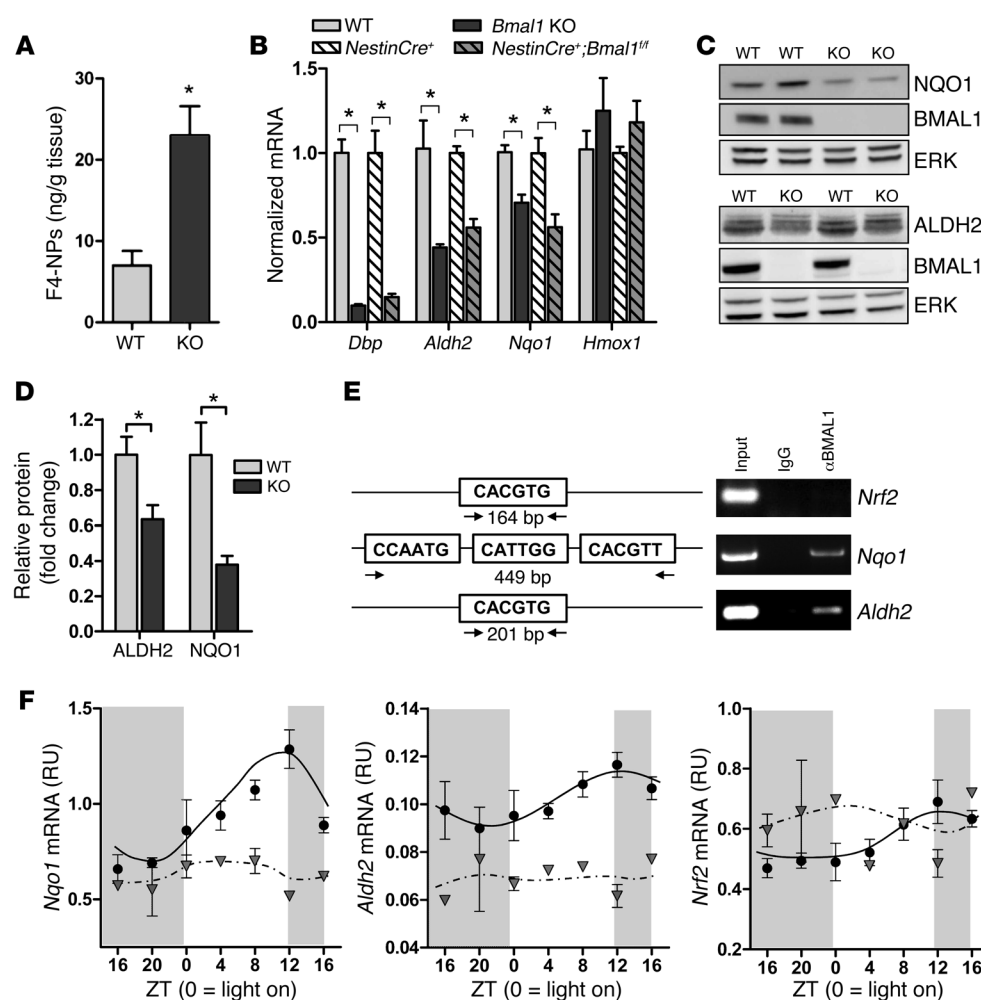 A
F4-NPs (ng/g tissue)
30
20
10
0
*
WT KO
B
WT Bmal1 KO
NestinCre+ NestinCre+;Bmal1f/f
Normalized mRNA
1.5
1.0
0.5
0.0
* * * * * *
Dbp Aldh2 Nqo1 Hmox1
C
WT WT KO KO
NQO1
BMAL1
ERK
WT KO WT KO
ALDH2
BMAL1
ERK
D
Relative protein
(fold change)
1.2
1.0
0.8
0.6
0.4
0.2
0.0
* *
WT
KO
ALDH2 NQO1
E
CACGTG
164 bp
CCAATG CATTGG CACGTT
449 bp
CACGTG
201 bp
Input IgG αBMAL1
Nrf2
Nqo1
Aldh2
F
Nqo1 mRNA (RU)
1.5
1.0
0.5
16 20 0 4 8 12 16
ZT (0 = light on)
Aldh2 mRNA (RU)
0.14
0.12
0.10
0.08
0.06
0.04
16 20 0 4 8 12 16
ZT (0 = light on)
Nrf2 mRNA (RU)
1.0
0.8
0.6
0.4
0.2
16 20 0 4 8 12 16
ZT (0 = light on)